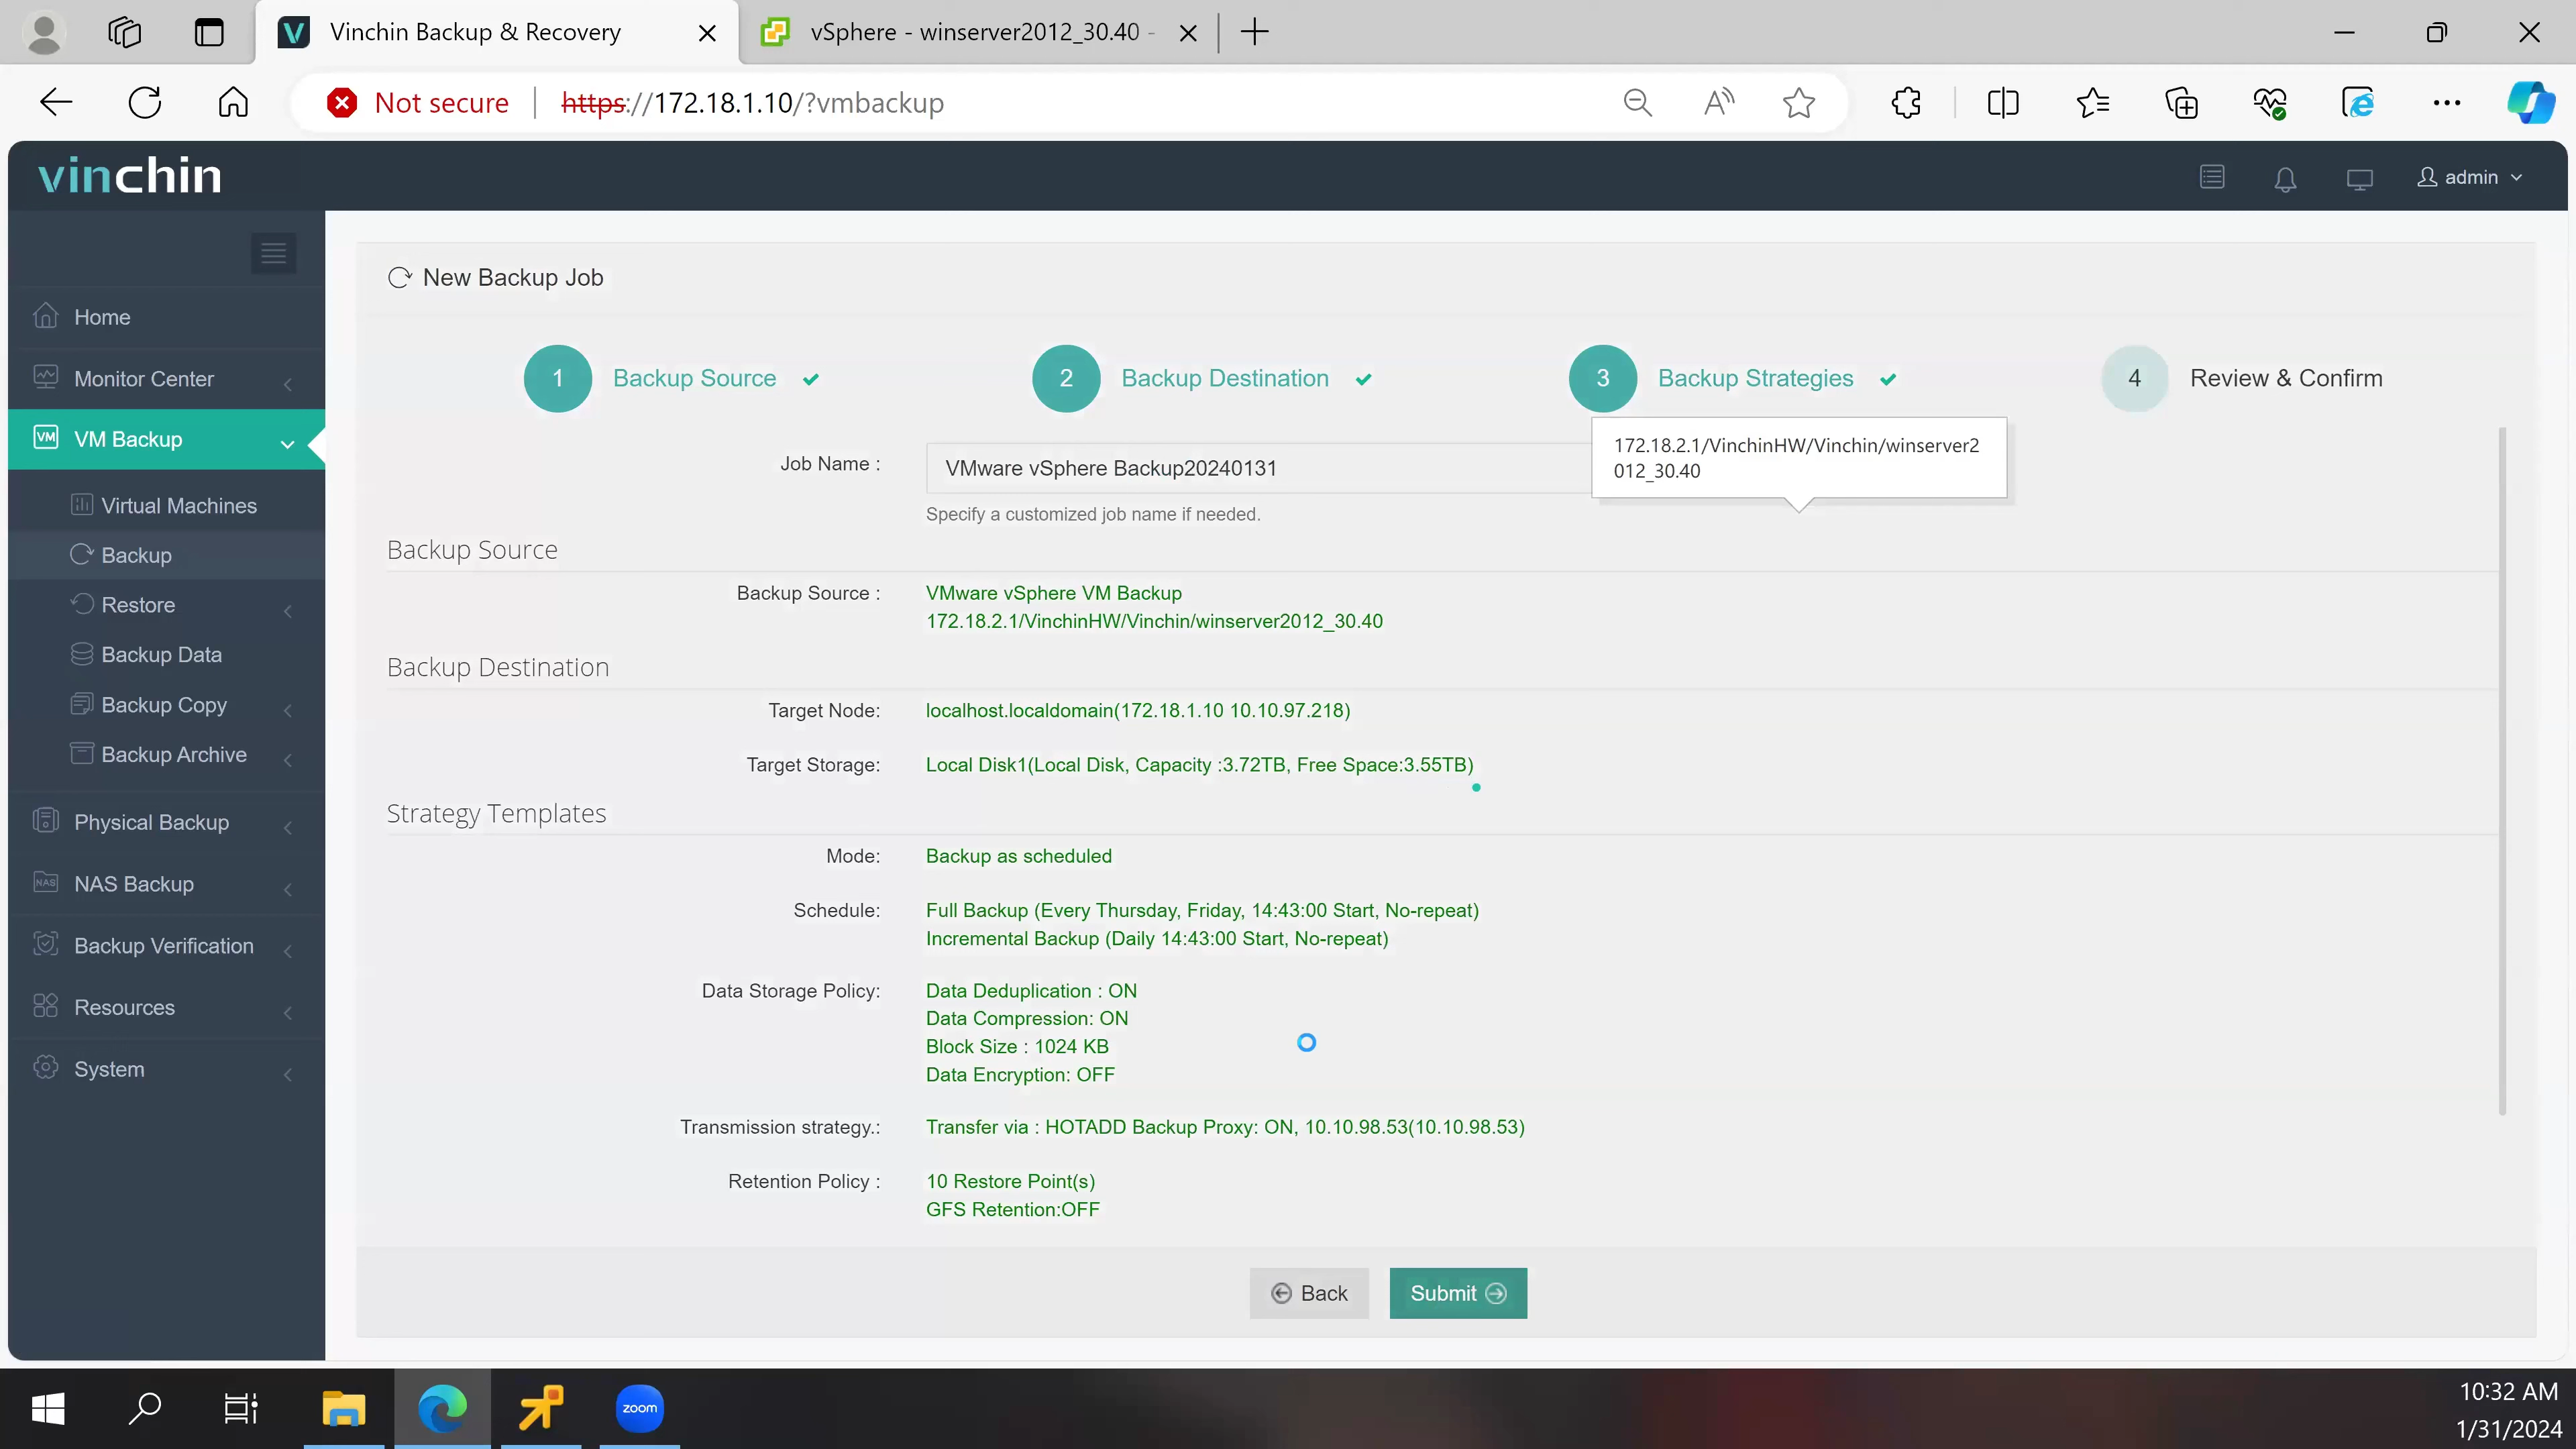 Vinchin Backup & Recovery
vSphere - winserver2012_30.40 -
Not secure
https://172.18.1.10/?vmbackup
vinchin
admin
New Backup Job
1 Backup Source
2 Backup Destination
3 Backup Strategies
4 Review & Confirm
Home
Monitor Center
VM Backup
VM
Virtual Machines
Backup
Restore
Backup Data
Backup Copy
Backup Archive
Physical Backup
NAS
NAS Backup
Backup Verification
Resources
System
Job Name :
VMware vSphere Backup20240131
172.18.2.1/VinchinHW/Vinchin/winserver2
012_30.40
Specify a customized job name if needed.
Backup Source
Backup Source :
VMware vSphere VM Backup
172.18.2.1/VinchinHW/Vinchin/winserver2012_30.40
Backup Destination
Target Node:
localhost.localdomain(172.18.1.10 10.10.97.218)
Target Storage:
Local Disk1(Local Disk, Capacity :3.72TB, Free Space:3.55TB)
Strategy Templates
Mode:
Backup as scheduled
Schedule:
Full Backup (Every Thursday, Friday, 14:43:00 Start, No-repeat)
Incremental Backup (Daily 14:43:00 Start, No-repeat)
Data Storage Policy:
Data Deduplication : ON
Data Compression: ON
Block Size : 1024 KB
Data Encryption: OFF
Transmission strategy.:
Transfer via : HOTADD Backup Proxy: ON, 10.10.98.53(10.10.98.53)
Retention Policy :
10 Restore Point(s)
GFS Retention:OFF
Back
Submit
zoom
10:32 AM
1/31/2024